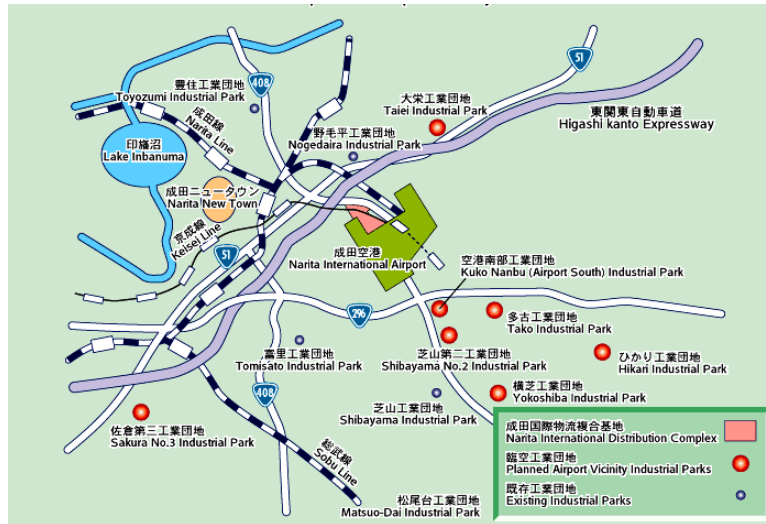 408
51
豊住工業団地
Toyozumi Industrial Park
大栄工業団地
Taiei Industrial Park
東関東自動車道
Higashi kanto Expressway
成田線
Narita Line
野毛平工業団地
Nogedaira Industrial Park
印旛沼
Lake Inbanuma
成田ニュータウン
Narita New Town
京成線
Keisei Line
51
成田空港
Narita International Airport
空港南部工業団地
Kuko Nanbu (Airport South) Industrial Park
296
多古工業団地
Tako Industrial Park
富里工業団地
Tomisato Industrial Park
芝山第二工業団地
Shibayama No.2 Industrial Park
ひかり工業団地
Hikari Industrial Park
408
芝山工業団地
Shibayama Industrial Park
横芝工業団地
Yokoshiba Industrial Park
佐倉第三工業団地
Sakura No.3 Industrial Park
総武線
Sobu Line
松尾台工業団地
Matsuo-Dai Industrial Park
成田国際物流複合基地
Narita International Distribution Complex
臨空工業団地
Planned Airport Vicinity Industrial Parks
既存工業団地
Existing Industrial Parks